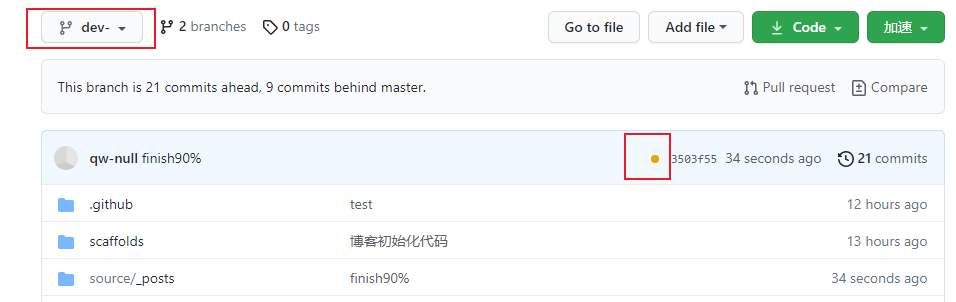 dev- 2 branches 0 tags Go to file Add file Code 加速
This branch is 21 commits ahead, 9 commits behind master. Pull request Compare
qw-null finish90% 3503f55 34 seconds ago 21 commits
.github test 12 hours ago
scaffolds 博客初始化代码 13 hours ago
source/_posts finish90% 34 seconds ago